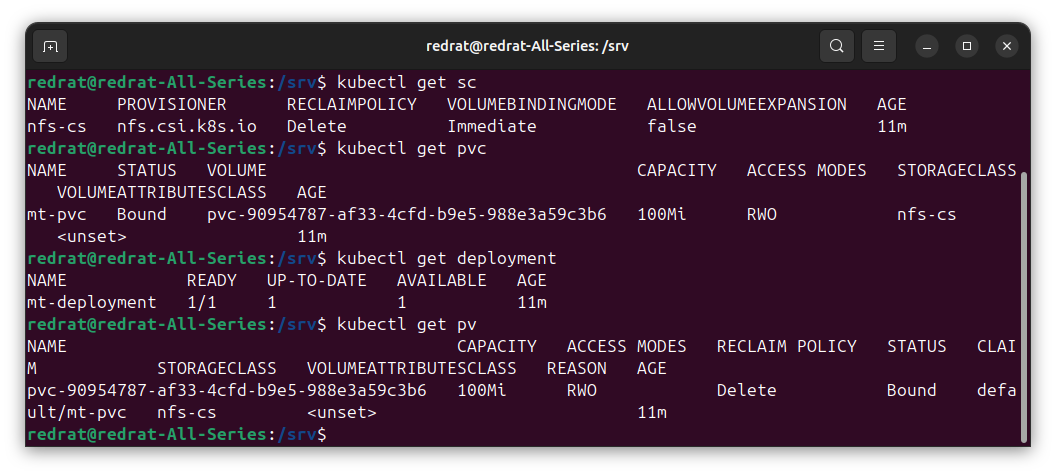 redrat@redrat-All-Series: /srv
redrat@redrat-All-Series:/srv$ kubectl get sc
NAME     PROVISIONER      RECLAIMPOLICY   VOLUMEBINDINGMODE   ALLOWVOLUMEEXPANSION   AGE
nfs-cs   nfs.csi.k8s.io   Delete          Immediate           false                  11m
redrat@redrat-All-Series:/srv$ kubectl get pvc
NAME     STATUS   VOLUME                                     CAPACITY   ACCESS MODES   STORAGECLASS
   VOLUMEATTRIBUTESCLASS   AGE
mt-pvc   Bound    pvc-90954787-af33-4cfd-b9e5-988e3a59c3b6   100Mi      RWO            nfs-cs
   <unset>                 11m
redrat@redrat-All-Series:/srv$ kubectl get deployment
NAME            READY   UP-TO-DATE   AVAILABLE   AGE
mt-deployment   1/1     1            1           11m
redrat@redrat-All-Series:/srv$ kubectl get pv
NAME                                       CAPACITY   ACCESS MODES   RECLAIM POLICY   STATUS   CLAI
M            STORAGECLASS   VOLUMEATTRIBUTESCLASS   REASON   AGE
pvc-90954787-af33-4cfd-b9e5-988e3a59c3b6   100Mi      RWO            Delete           Bound    defa
ult/mt-pvc   nfs-cs         <unset>                          11m
redrat@redrat-All-Series:/srv$